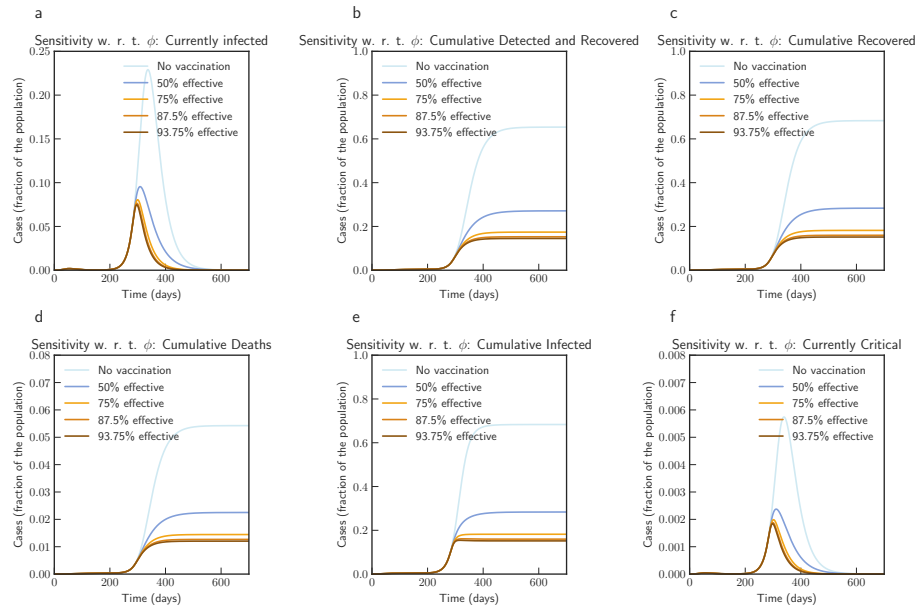 a
Sensitivity w. r. t. ϕ: Currently infected
Cases (fraction of the population)
0.25
0.20
0.15
0.10
0.05
0.00
No vaccination
50% effective
75% effective
87.5% effective
93.75% effective
0
200
400
600
Time (days)
b
Sensitivity w. r. t. ϕ: Cumulative Detected and Recovered
Cases (fraction of the population)
1.0
0.8
0.6
0.4
0.2
0.0
No vaccination
50% effective
75% effective
87.5% effective
93.75% effective
0
200
400
600
Time (days)
c
Sensitivity w. r. t. ϕ: Cumulative Recovered
Cases (fraction of the population)
1.0
0.8
0.6
0.4
0.2
0.0
No vaccination
50% effective
75% effective
87.5% effective
93.75% effective
0
200
400
600
Time (days)
d
Sensitivity w. r. t. ϕ: Cumulative Deaths
Cases (fraction of the population)
0.08
0.07
0.06
0.05
0.04
0.03
0.02
0.01
0.00
No vaccination
50% effective
75% effective
87.5% effective
93.75% effective
0
200
400
600
Time (days)
e
Sensitivity w. r. t. ϕ: Cumulative Infected
Cases (fraction of the population)
1.0
0.8
0.6
0.4
0.2
0.0
No vaccination
50% effective
75% effective
87.5% effective
93.75% effective
0
200
400
600
Time (days)
f
Sensitivity w. r. t. ϕ: Currently Critical
Cases (fraction of the population)
0.008
0.007
0.006
0.005
0.004
0.003
0.002
0.001
0.000
No vaccination
50% effective
75% effective
87.5% effective
93.75% effective
0
200
400
600
Time (days)